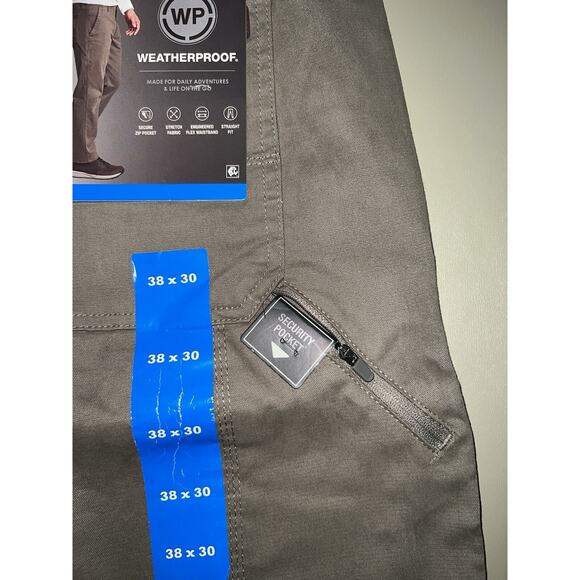 WP
WEATHERPROOF.
MADE FOR DAILY ADVENTURES
& LIFE ON THE GO
SECURE
ZIP POCKET
STRETCH
FABRIC
ENGINEERED
FLEX WAISTBAND
STRAIGHT
FIT
38 x 30
SECURITY
POCKET
38 x 30
38 x 30
38 x 30
38 x 30